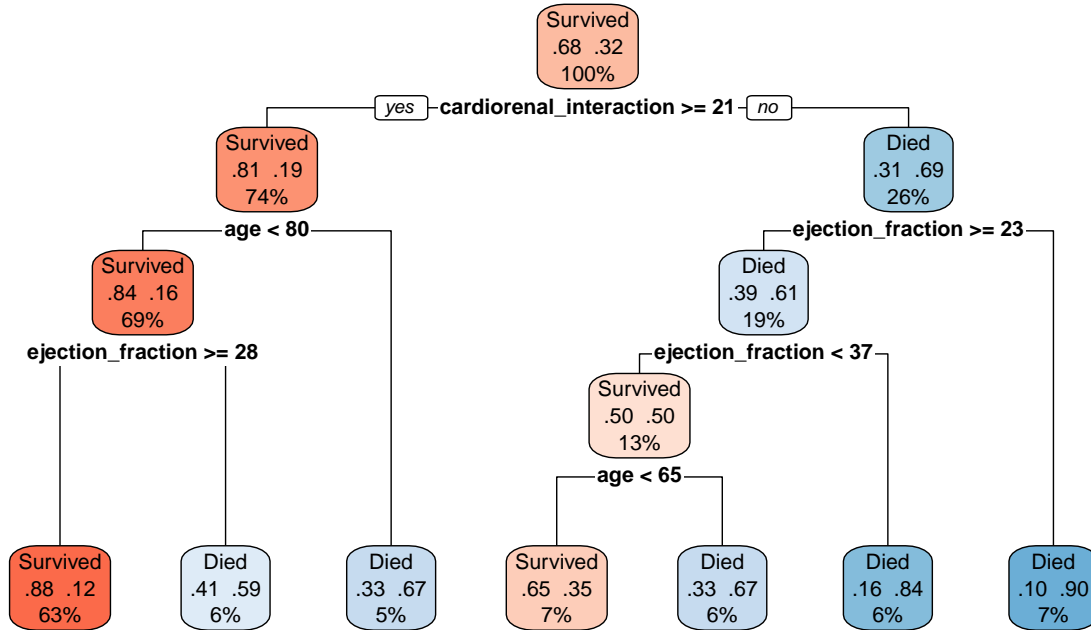 Survived
.68 .32
100%
yes cardiorenal_interaction >= 21 no
Survived
.81 .19
74%
Died
.31 .69
26%
age < 80
ejection_fraction >= 23
Survived
.84 .16
69%
Died
.39 .61
19%
ejection_fraction >= 28
ejection_fraction < 37
Survived
.50 .50
13%
age < 65
Survived
.88 .12
63%
Died
.41 .59
6%
Died
.33 .67
5%
Survived
.65 .35
7%
Died
.33 .67
6%
Died
.16 .84
6%
Died
.10 .90
7%